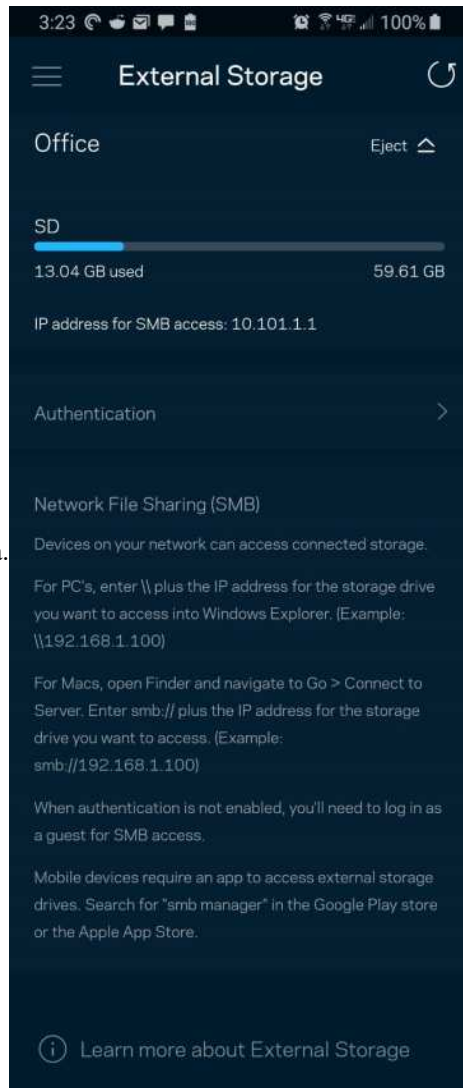 3:23 100%
External Storage
Office Eject
SD
13.04 GB used 59.61 GB
IP address for SMB access: 10.101.1.1
Authentication >
Network File Sharing (SMB)
a.
Devices on your network can access connected storage.
For PC's, enter \\ plus the IP address for the storage drive
you want to access into Windows Explorer. (Example:
\\192.168.1.100)
For Macs, open Finder and navigate to Go > Connect to
Server. Enter smb:// plus the IP address for the storage
drive you want to access. (Example:
smb://192.168.1.100)
When authentication is not enabled, you'll need to log in as
a guest for SMB access.
Mobile devices require an app to access external storage
drives. Search for "smb manager" in the Google Play store
or the Apple App Store.
Learn more about External Storage